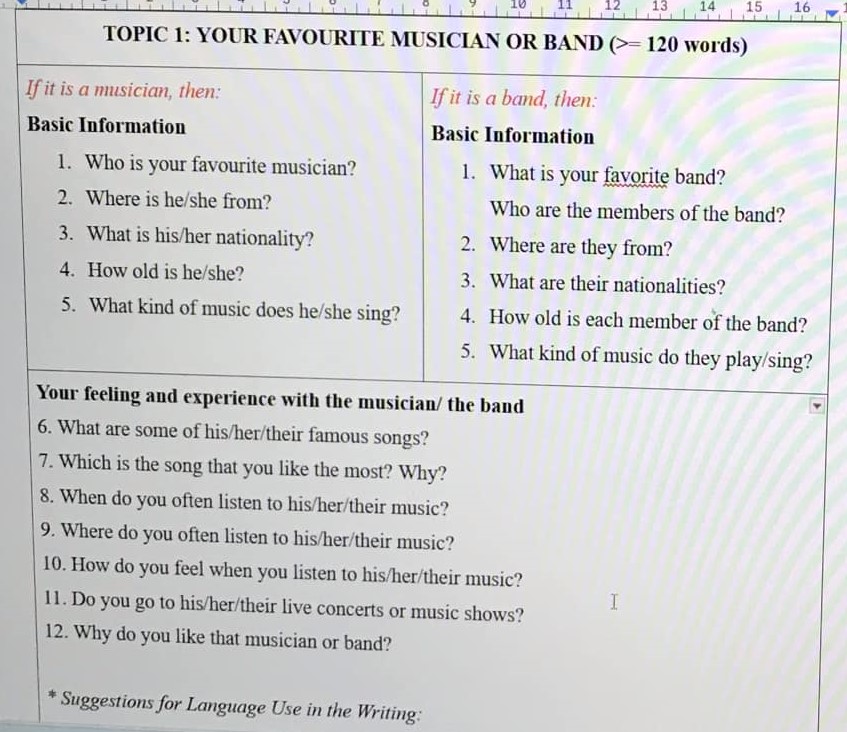 8 9 10 11 12 13 14 15 16
TOPIC 1: YOUR FAVOURITE MUSICIAN OR BAND (>= 120 words)
If it is a musician, then:
Basic Information
1. Who is your favourite musician?
2. Where is he/she from?
3. What is his/her nationality?
4. How old is he/she?
5. What kind of music does he/she sing?
If it is a band, then:
Basic Information
1. What is your favorite band?
Who are the members of the band?
2. Where are they from?
3. What are their nationalities?
4. How old is each member of the band?
5. What kind of music do they play/sing?
Your feeling and experience with the musician/ the band
6. What are some of his/her/their famous songs?
7. Which is the song that you like the most? Why?
8. When do you often listen to his/her/their music?
9. Where do you often listen to his/her/their music?
10. How do you feel when you listen to his/her/their music?
11. Do you go to his/her/their live concerts or music shows?
12. Why do you like that musician or band?
* Suggestions for Language Use in the Writing: